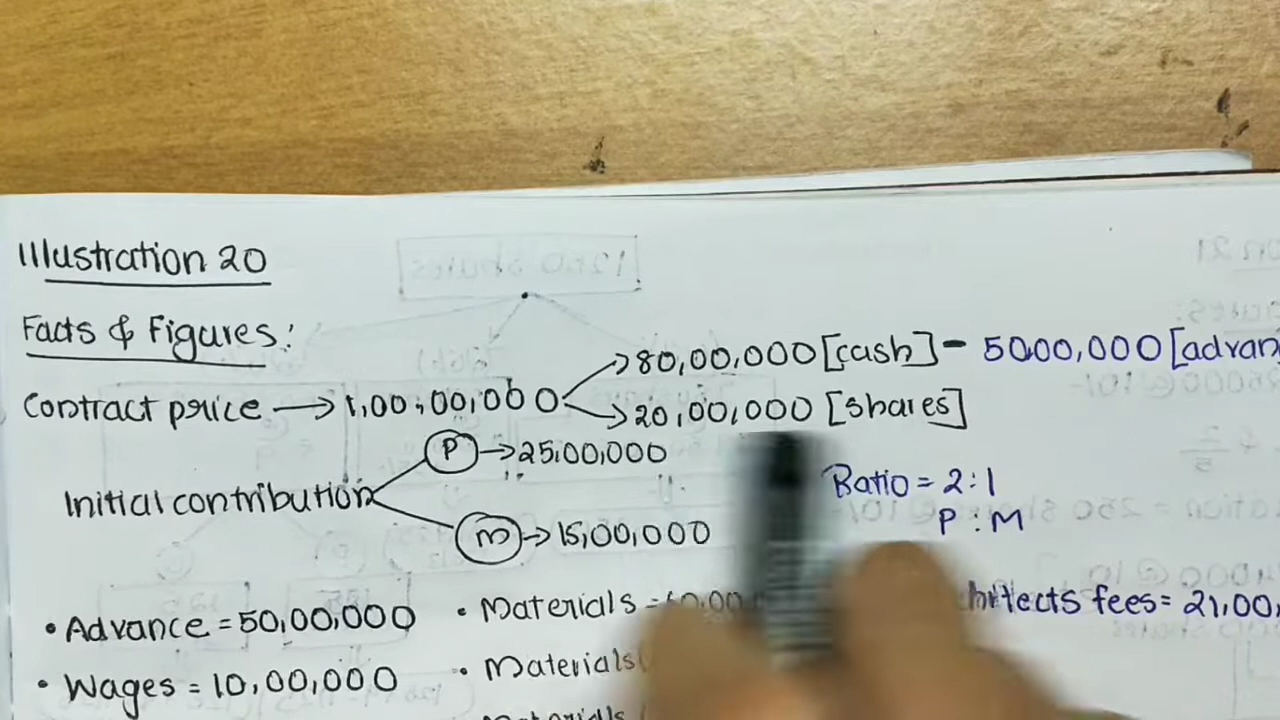 Illustration 20
Facts & Figures:
80,00,000 [cash] - 50,00,000 [advan
Contract price → 1,00,00,000
20,00,000 [shares]
P → 25,00,000
Initial contribution
M → 15,00,000
Ratio = 2:1
P : M
• Advance = 50,00,000 • Materials = hitects fees = 21,00,
• Wages = 10,00,000 • Materials